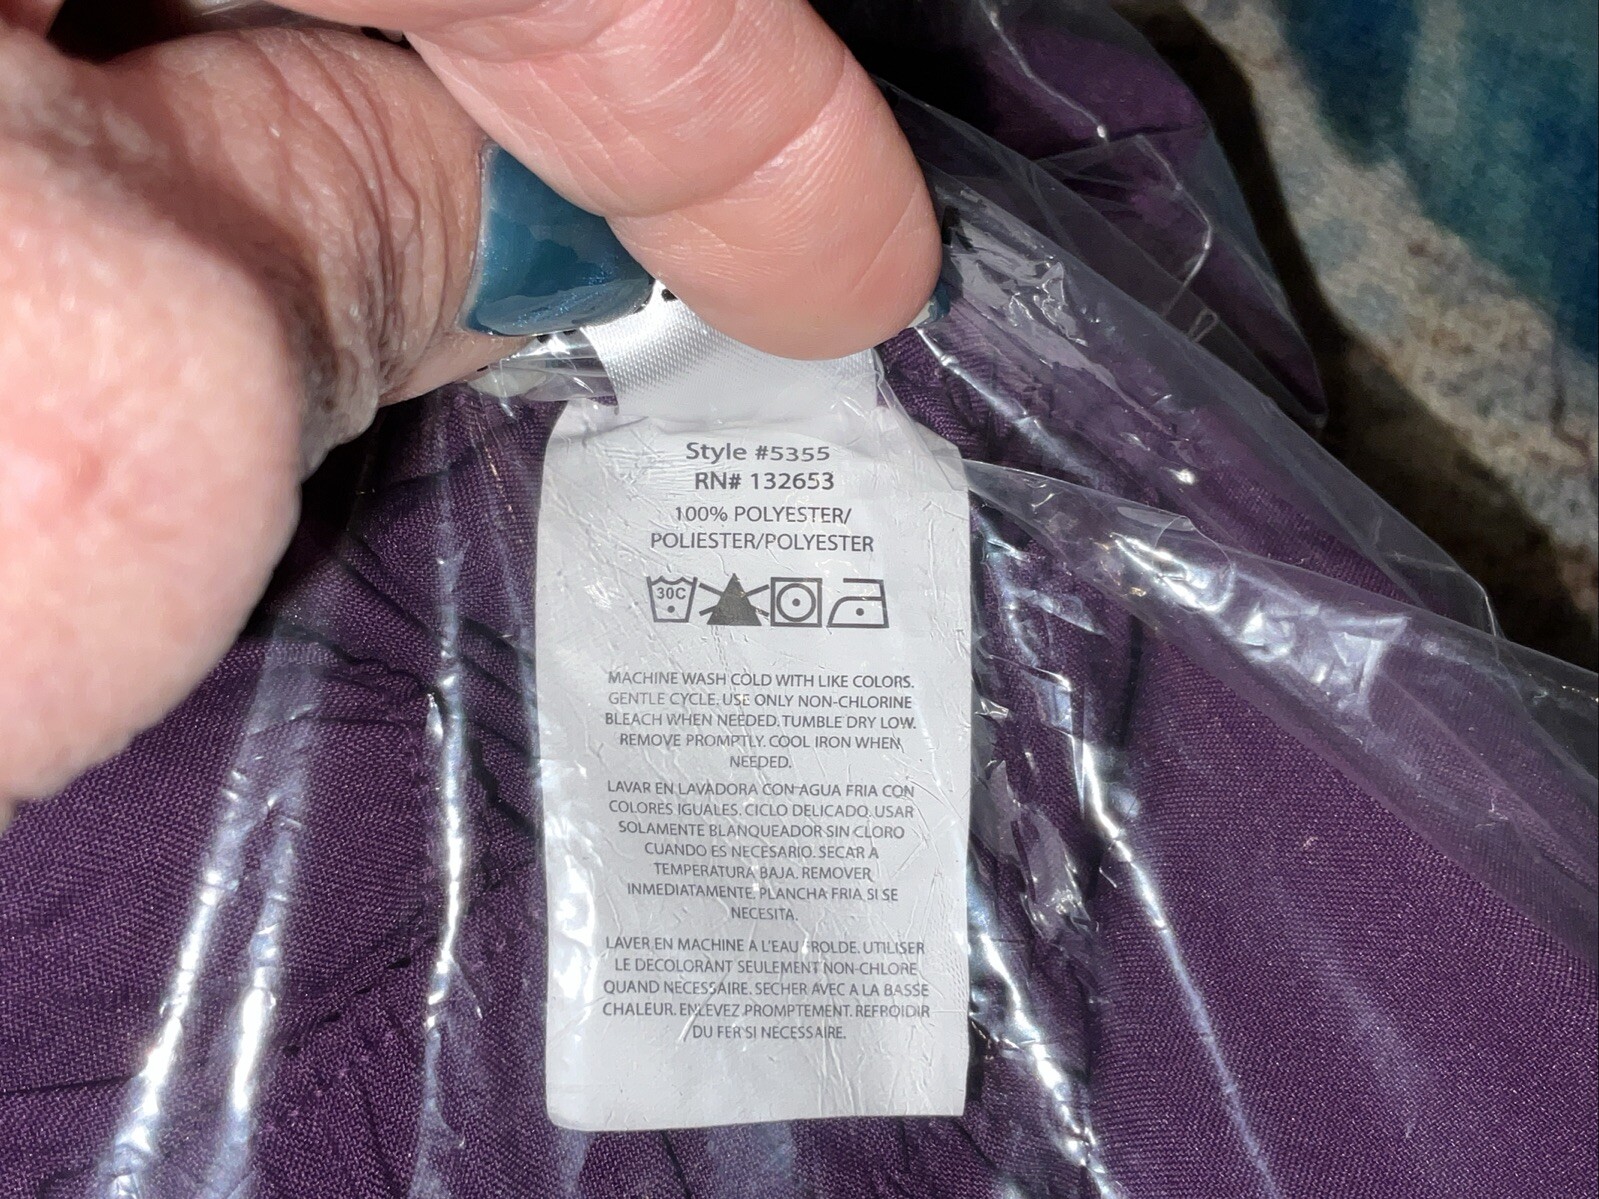 Style #5355
RN# 132653
100% POLYESTER/
POLIESTER/POLYESTER
30C
MACHINE WASH COLD WITH LIKE COLORS.
GENTLE CYCLE. USE ONLY NON-CHLORINE
BLEACH WHEN NEEDED. TUMBLE DRY LOW.
REMOVE PROMPTLY. COOL IRON WHEN
NEEDED.
LAVAR EN LAVADORA CON AGUA FRIA CON
COLORES IGUALES. CICLO DELICADO. USAR
SOLAMENTE BLANQUEADOR SIN CLORO
CUANDO ES NECESARIO. SECAR A
TEMPERATURA BAJA. REMOVER
INMEDIATAMENTE. PLANCHA FRIA SI SE
NECESITA.
LAVER EN MACHINE A L'EAU FROLDE. UTILISER
LE DECOLORANT SEULEMENT NON-CHLORE
QUAND NECESSAIRE. SECHER AVEC A LA BASSE
CHALEUR. ENLEVEZ PROMPTEMENT. REFROIDIR
DU FER SI NECESSAIRE.